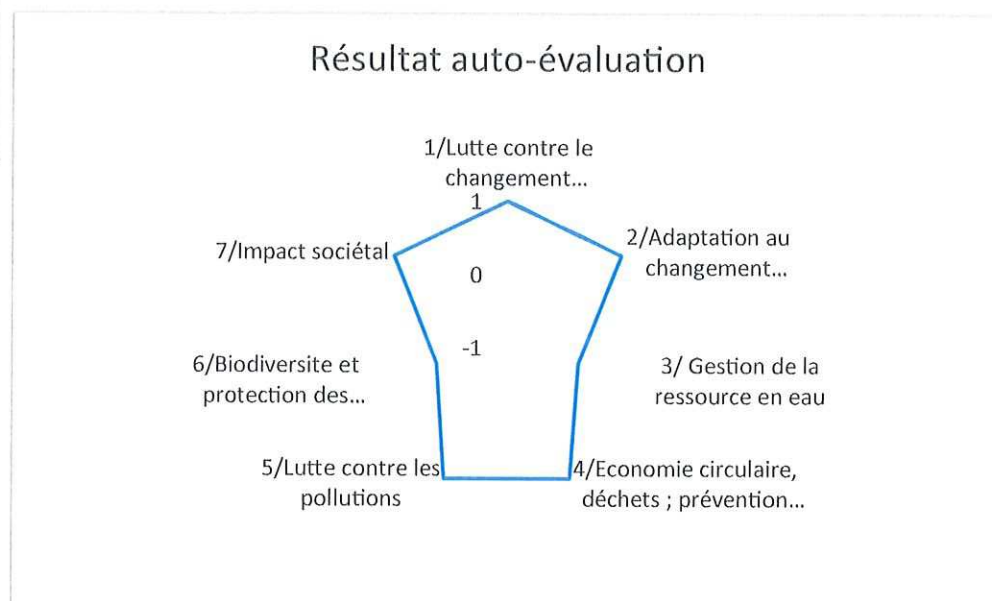 Résultat auto-évaluation
1/Lutte contre le
changement...
1
7/Impact sociétal
2/Adaptation au
changement...
0
-1
6/Biodiversite et
protection des...
3/ Gestion de la
ressource en eau
5/Lutte contre les
pollutions
4/Economie circulaire,
déchets ; prévention...